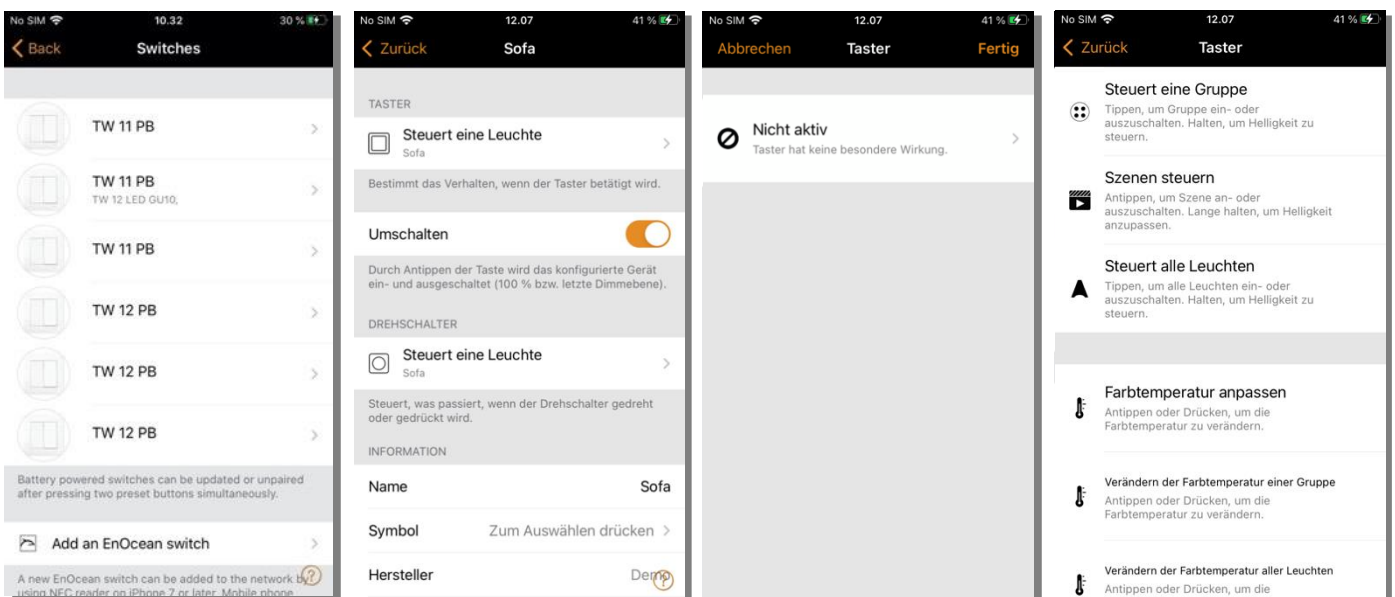 No SIM 10.32 30 %
Back Switches
TW 11 PB
TW 11 PB
TW 12 LED GU10,
TW 11 PB
TW 12 PB
TW 12 PB
TW 12 PB
Battery powered switches can be updated or unpaired
after pressing two preset buttons simultaneously.
Add an EnOcean switch
A new EnOcean switch can be added to the network by
using NFC reader on iPhone 7 or later. Mobile phone
No SIM 12.07 41 %
Zurück Sofa
TASTER
Steuert eine Leuchte
Sofa
Bestimmt das Verhalten, wenn der Taster betätigt wird.
Umschalten
Durch Antippen der Taste wird das konfigurierte Gerät
ein- und ausgeschaltet (100 % bzw. letzte Dimmebene).
DREHSCHALTER
Steuert eine Leuchte
Sofa
Steuert, was passiert, wenn der Drehschalter gedreht
oder gedrückt wird.
INFORMATION
Name Sofa
Symbol Zum Auswählen drücken
Hersteller Demo
No SIM 12.07 41 %
Abbrechen Taster Fertig
Nicht aktiv
Taster hat keine besondere Wirkung.
No SIM 12.07 41 %
Zurück Taster
Steuert eine Gruppe
Tippen, um Gruppe ein- oder
auszuschalten. Halten, um Helligkeit zu
steuern.
Szenen steuern
Antippen, um Szene an- oder
auszuschalten. Lange halten, um Helligkeit
anzupassen.
Steuert alle Leuchten
Tippen, um alle Leuchten ein- oder
auszuschalten. Halten, um Helligkeit zu
steuern.
Farbtemperatur anpassen
Antippen oder Drücken, um die
Farbtemperatur zu verändern.
Verändern der Farbtemperatur einer Gruppe
Antippen oder Drücken, um die
Farbtemperatur zu verändern.
Verändern der Farbtemperatur aller Leuchten
Antippen oder Drücken, um die